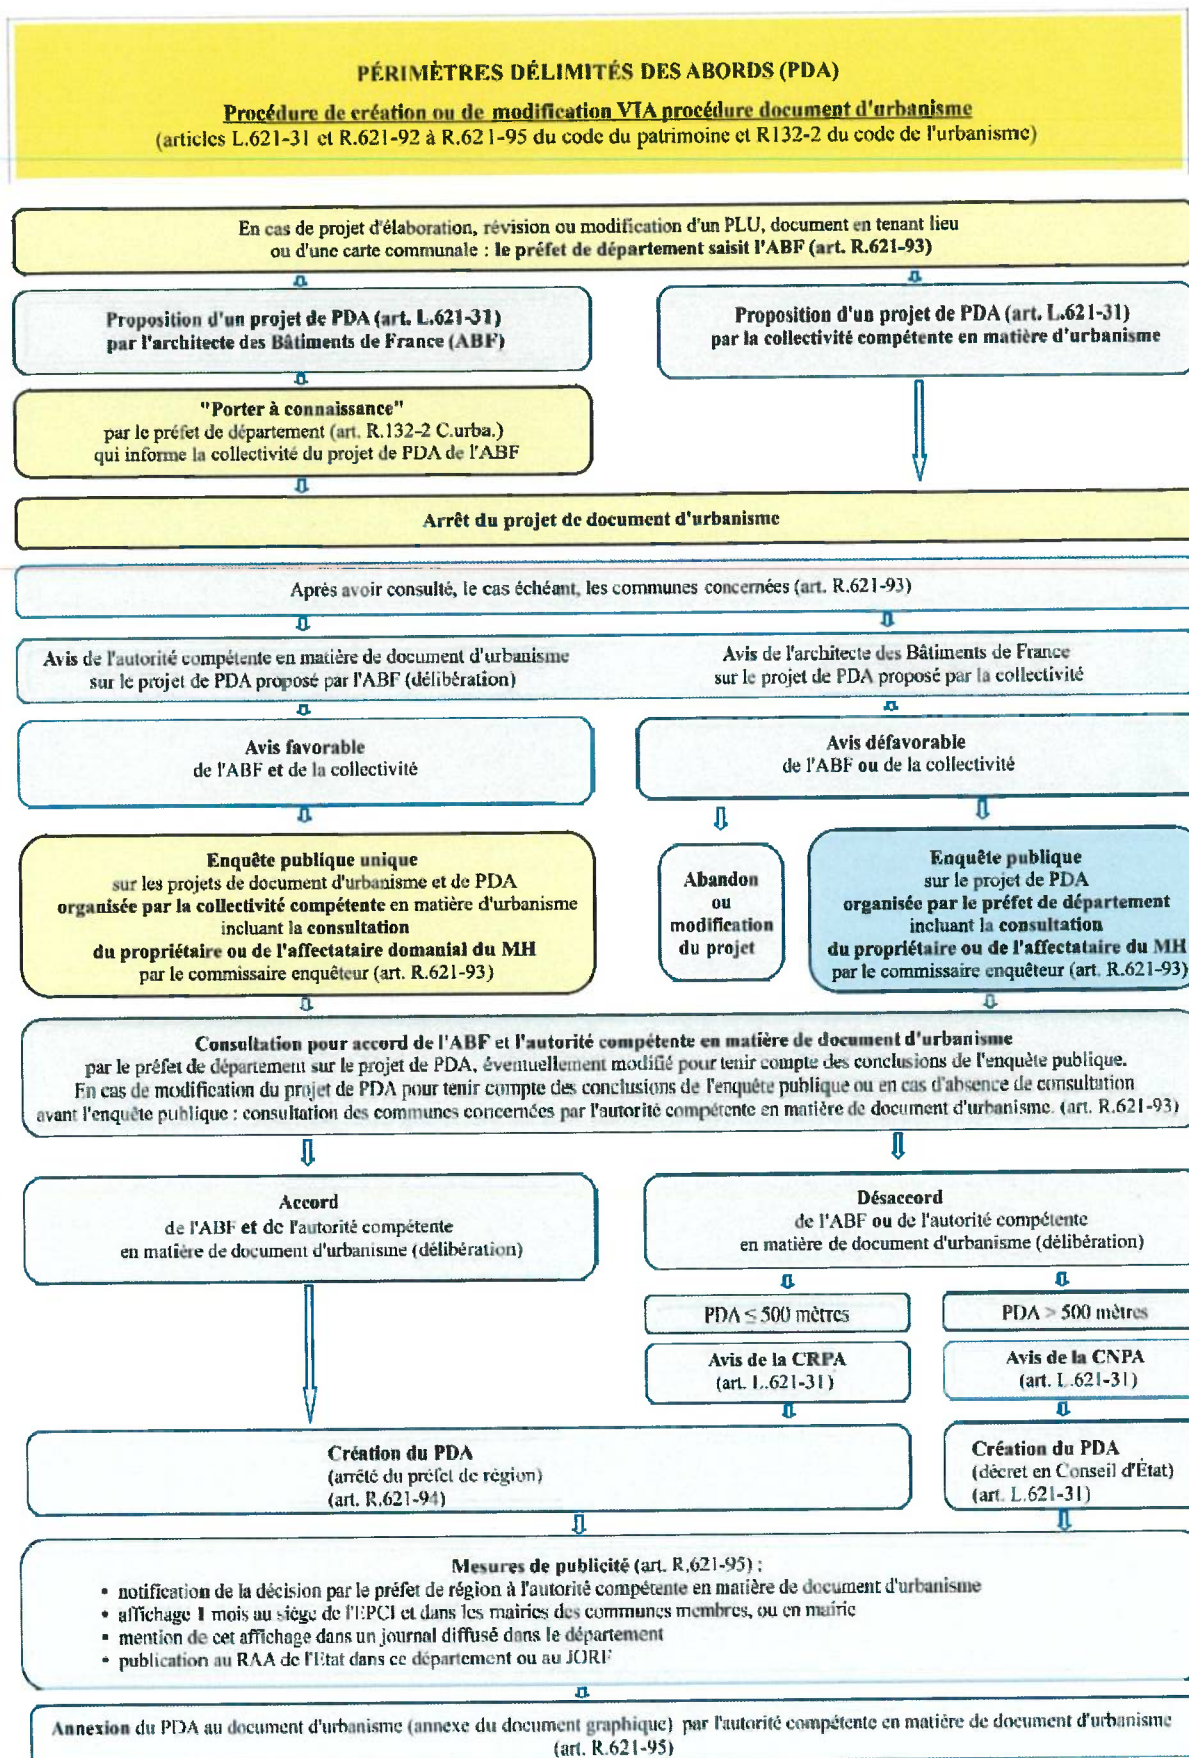 PÉRIMÈTRES DÉLIMITÉS DES ABORDS (PDA)
Procédure de création ou de modification VIA procédure document d'urbanisme
(articles L.621-31 et R.621-92 à R.621-95 du code du patrimoine et R132-2 du code de l'urbanisme)
En cas de projet d'élaboration, révision ou modification d'un PLU, document en tenant lieu
ou d'une carte communale : le préfet de département saisit l'ABF (art. R.621-93)
Proposition d'un projet de PDA (art. L.621-31)
par l'architecte des Bâtiments de France (ABF)
Proposition d'un projet de PDA (art. L.621-31)
par la collectivité compétente en matière d'urbanisme
"Porter à connaissance"
par le préfet de département (art. R.132-2 C.urba.)
qui informe la collectivité du projet de PDA de l'ABF
Arrêt du projet de document d'urbanisme
Après avoir consulté, le cas échéant, les communes concernées (art. R.621-93)
Avis de l'autorité compétente en matière de document d'urbanisme
sur le projet de PDA proposé par l'ABF (délibération)
Avis de l'architecte des Bâtiments de France
sur le projet de PDA proposé par la collectivité
Avis favorable
de l'ABF et de la collectivité
Avis défavorable
de l'ABF ou de la collectivité
Enquête publique unique
sur les projets de document d'urbanisme et de PDA
organisée par la collectivité compétente en matière d'urbanisme
incluant la consultation
du propriétaire ou de l'affectataire domanial du MH
par le commissaire enquêteur (art. R.621-93)
Abandon
ou
modification
du projet
Enquête publique
sur le projet de PDA
organisée par le préfet de département
incluant la consultation
du propriétaire ou de l'affectataire du MH
par le commissaire enquêteur (art. R.621-93)
Consultation pour accord de l'ABF et l'autorité compétente en matière de document d'urbanisme
par le préfet de département sur le projet de PDA, éventuellement modifié pour tenir compte des conclusions de l'enquête publique.
En cas de modification du projet de PDA pour tenir compte des conclusions de l'enquête publique ou en cas d'absence de consultation
avant l'enquête publique : consultation des communes concernées par l'autorité compétente en matière de document d'urbanisme. (art. R.621-93)
Accord
de l'ABF et de l'autorité compétente
en matière de document d'urbanisme (délibération)
Désaccord
de l'ABF ou de l'autorité compétente
en matière de document d'urbanisme (délibération)
PDA ≤ 500 mètres
PDA > 500 mètres
Avis de la CRPA
(art. L.621-31)
Avis de la CNPA
(art. L.621-31)
Création du PDA
(arrêté du préfet de région)
(art. R.621-94)
Création du PDA
(décret en Conseil d'État)
(art. L.621-31)
Mesures de publicité (art. R.621-95) :
• notification de la décision par le préfet de région à l'autorité compétente en matière de document d'urbanisme
• affichage 1 mois au siège de l'EPCI et dans les mairies des communes membres, ou en mairie
• mention de cet affichage dans un journal diffusé dans le département
• publication au RAA de l'Etat dans ce département ou au JORF
Annexion du PDA au document d'urbanisme (annexe du document graphique) par l'autorité compétente en matière de document d'urbanisme
(art. R.621-95)